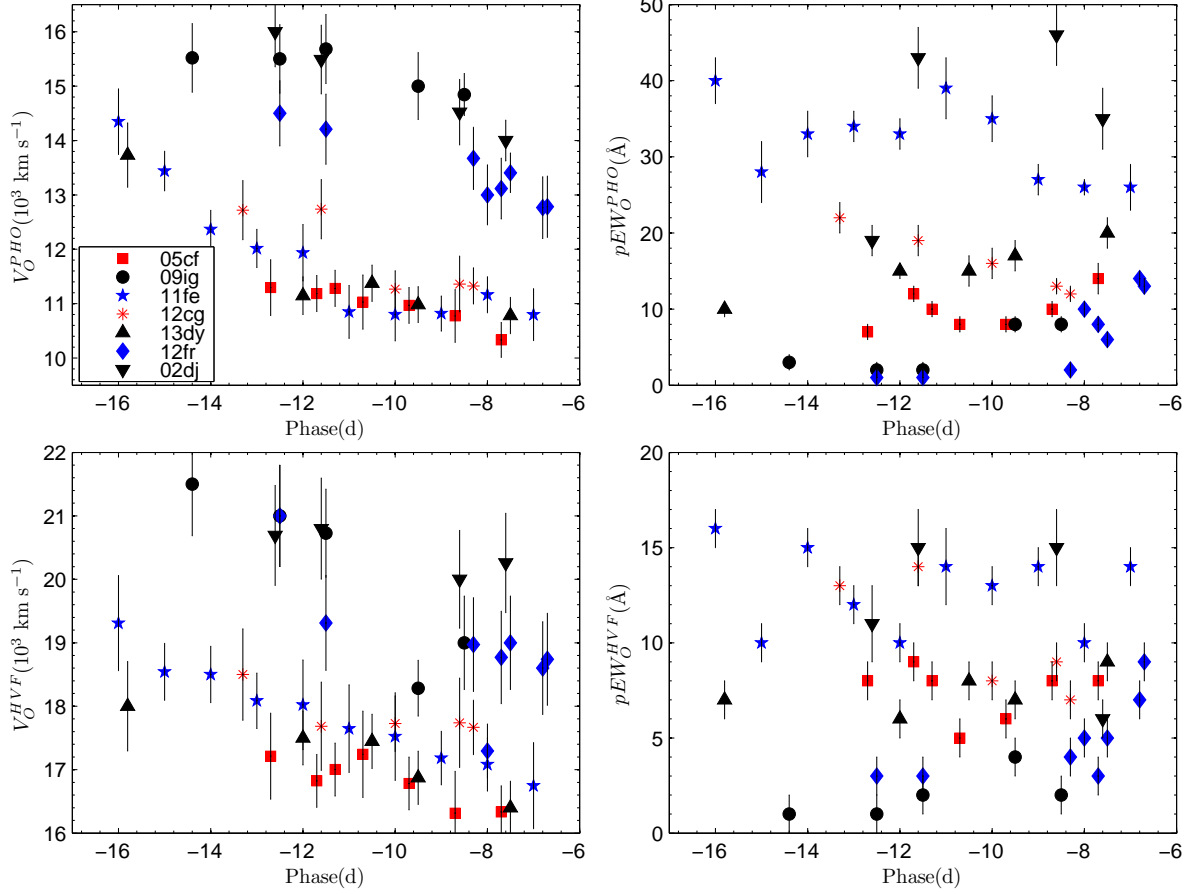 16
15
14
13
12
11
10
V_O^{PHO}(10^3 km s^{-1})
05cf
09ig
11fe
12cg
13dy
12fr
02dj
−16 −14 −12 −10 −8 −6
Phase(d)
50
40
30
20
10
0
pEW_O^{PHO}(Å)
−16 −14 −12 −10 −8 −6
Phase(d)
22
21
20
19
18
17
16
V_O^{HVF}(10^3 km s^{-1})
−16 −14 −12 −10 −8 −6
Phase(d)
20
15
10
5
0
pEW_O^{HVF}(Å)
−16 −14 −12 −10 −8 −6
Phase(d)